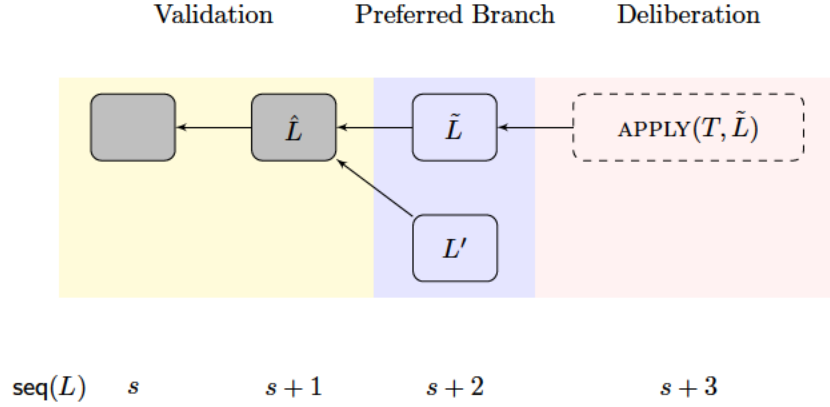 Validation Preferred Branch Deliberation
L̂ L̃ APPLY(T, L̃)
L′
seq(L) s s + 1 s + 2 s + 3